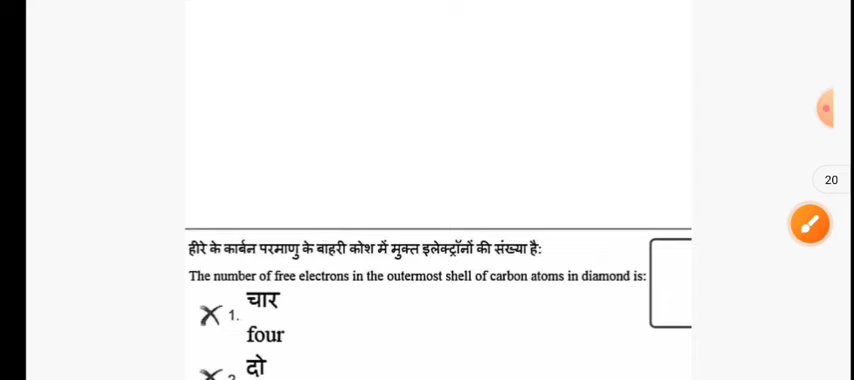 20
हीरे के कार्बन परमाणु के बाहरी कोश में मुक्त इलेक्ट्रॉनों की संख्या है:
The number of free electrons in the outermost shell of carbon atoms in diamond is:
1. चार
four
2. दो